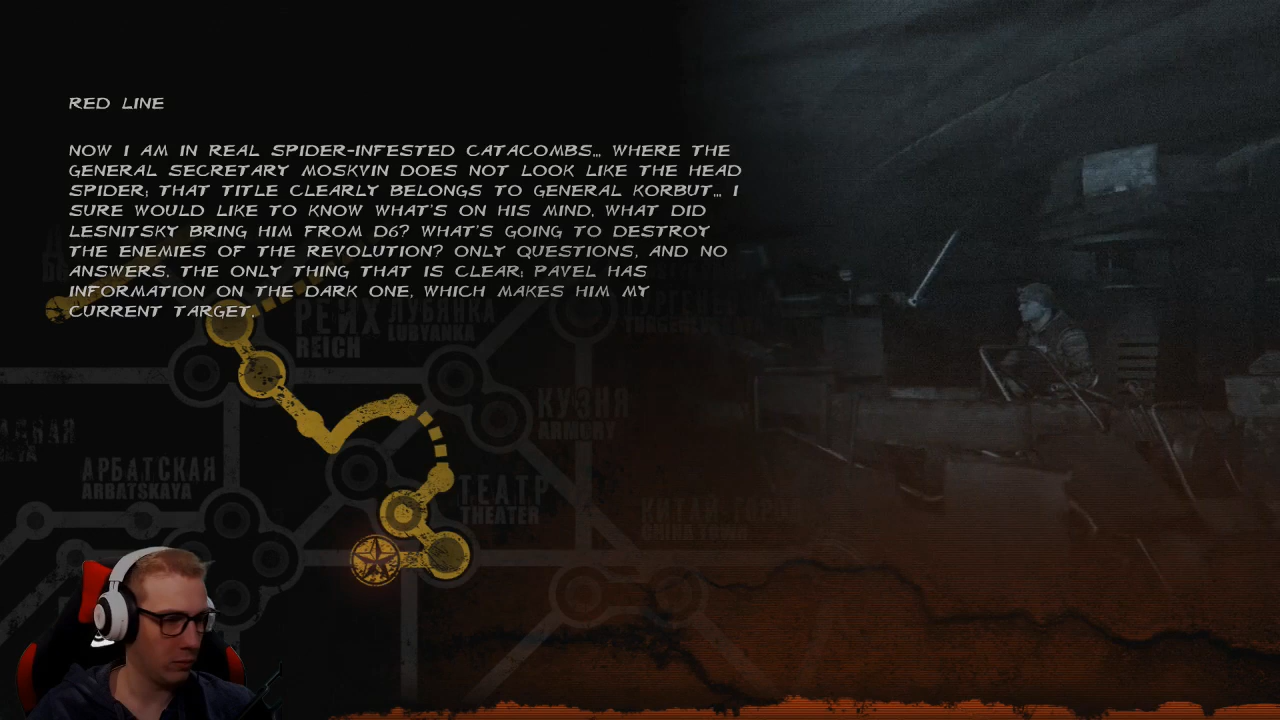 RED LINE
NOW I AM IN REAL SPIDER-INFESTED CATACOMBS... WHERE THE
GENERAL SECRETARY MOSKVIN DOES NOT LOOK LIKE THE HEAD
SPIDER; THAT TITLE CLEARLY BELONGS TO GENERAL KORBUT... I
SURE WOULD LIKE TO KNOW WHAT'S ON HIS MIND. WHAT DID
LESNITSKY BRING HIM FROM D6? WHAT'S GOING TO DESTROY
THE ENEMIES OF THE REVOLUTION? ONLY QUESTIONS, AND NO
ANSWERS. THE ONLY THING THAT IS CLEAR: PAVEL HAS
INFORMATION ON THE DARK ONE, WHICH MAKES HIM MY
CURRENT TARGET.
РЕЙХ
REICH
ЛУБЯНКА
LUBYANKA
КУЗНЯ
ARMORY
АРБАТСКАЯ
ARBATSKAYA
ТЕАТР
THEATER
КИТАЙ-ГОРОД
CHINA TOWN